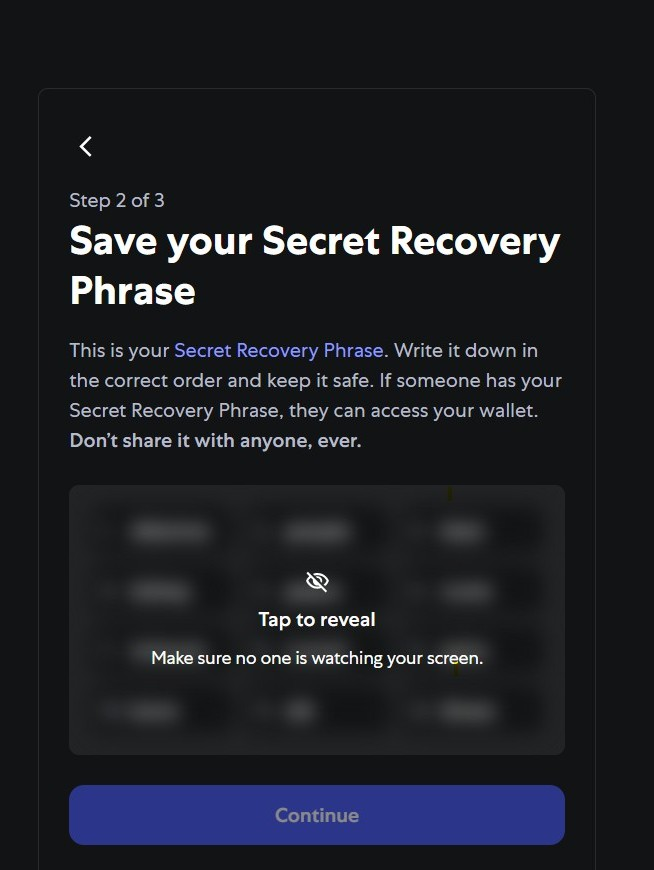 Step 2 of 3
Save your Secret Recovery
Phrase
This is your Secret Recovery Phrase. Write it down in
the correct order and keep it safe. If someone has your
Secret Recovery Phrase, they can access your wallet.
Don’t share it with anyone, ever.
Tap to reveal
Make sure no one is watching your screen.
Continue